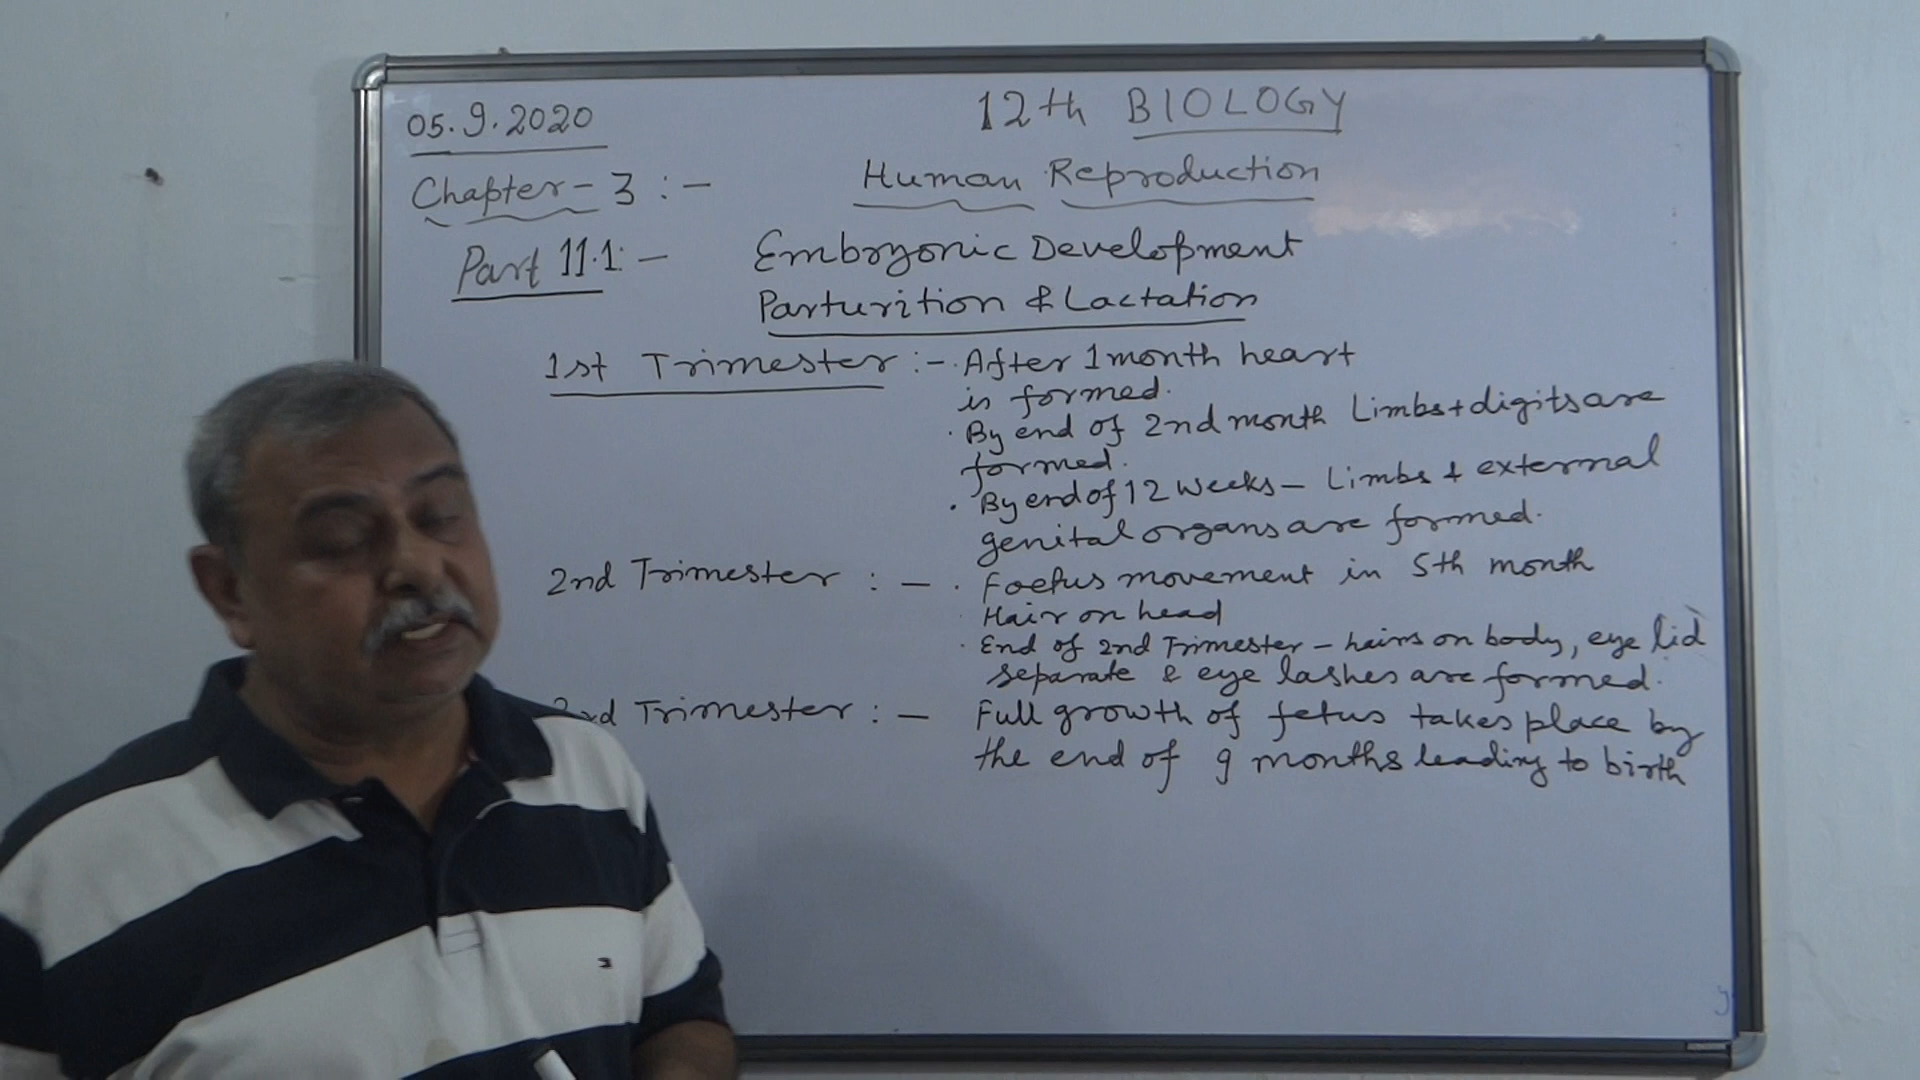 05.9.2020
12th BIOLOGY
Chapter-3 :-
Human Reproduction
Part 11.1:-
Embryonic Development
Parturition & Lactation
1st Trimester :- · After 1 month heart
is formed.
· By end of 2nd month Limbs + digits are
formed.
· By end of 12 weeks - Limbs + external
genital organs are formed.
2nd Trimester :- · Foetus movement in 5th month
· Hair on head
· End of 2nd Trimester - hairs on body, eye lid
separate & eye lashes are formed.
Trimester :- Full growth of fetus takes place by
the end of 9 months leading to birth